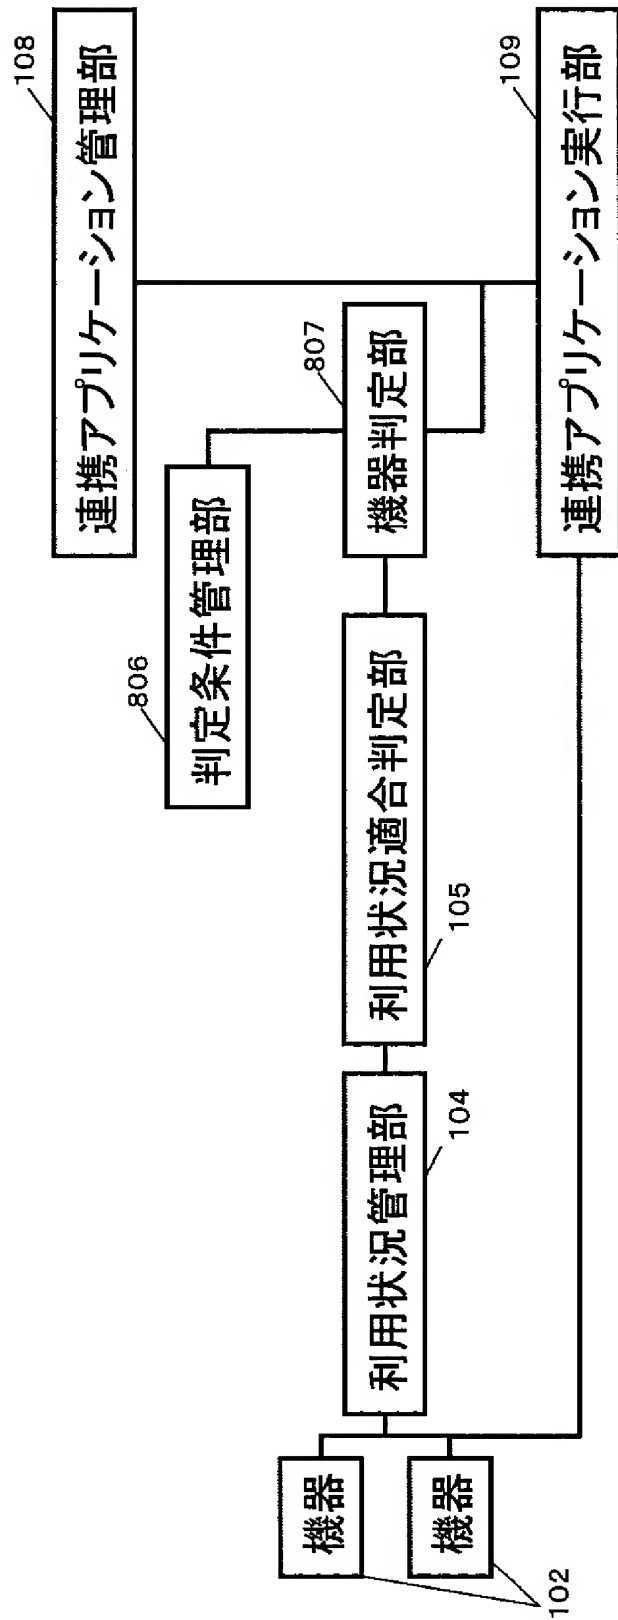 108
連携アプリケーション管理部
806
判定条件管理部
807
機器判定部
105
利用状況適合判定部
104
利用状況管理部
機器
機器
102
109
連携アプリケーション実行部